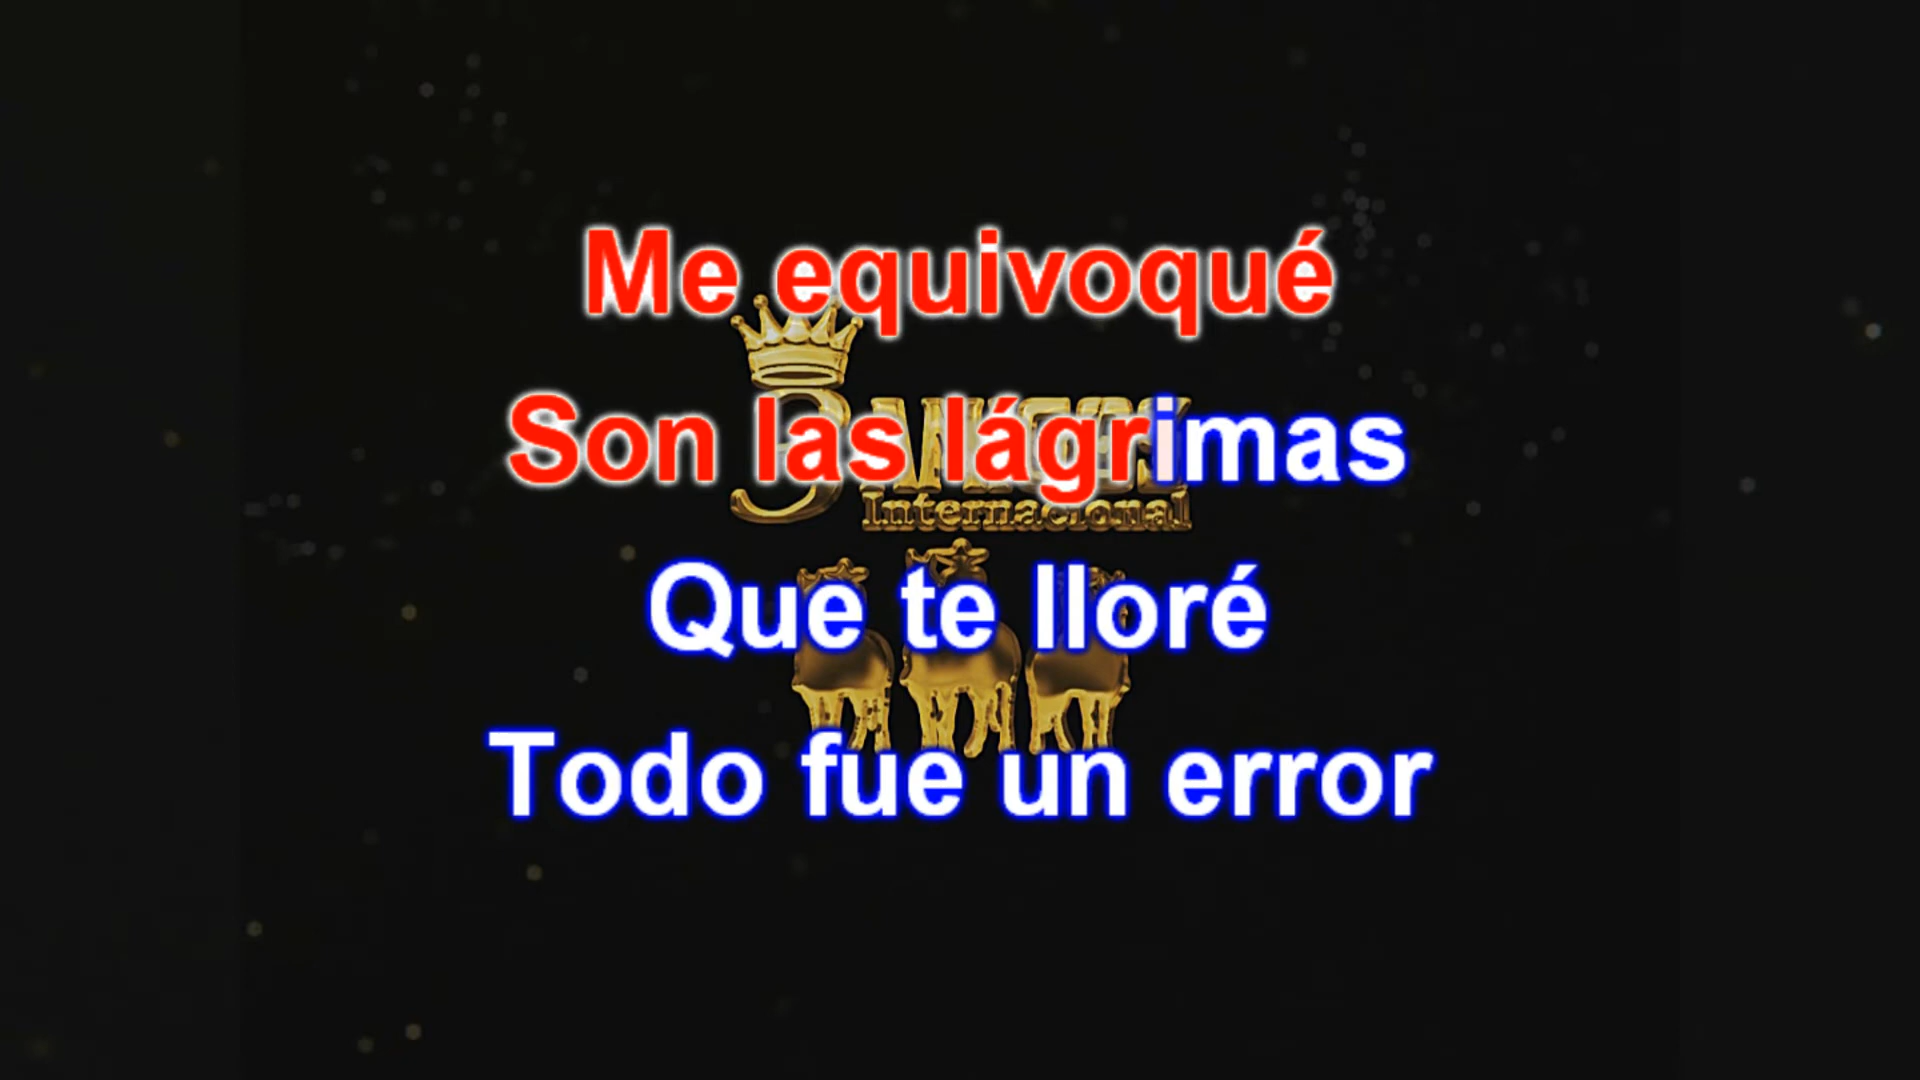 Me equivoqué
Son las lágrimas
Internacional
Que te lloré
Todo fue un error